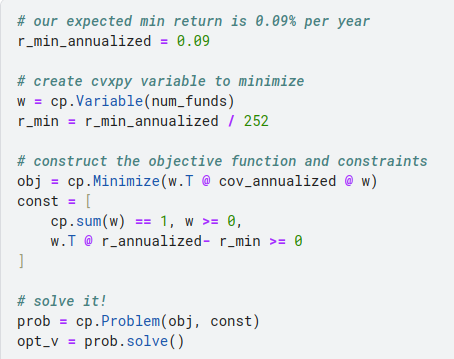 # our expected min return is 0.09% per year
r_min_annualized = 0.09
# create cvxpy variable to minimize
w = cp.Variable(num_funds)
r_min = r_min_annualized / 252
# construct the objective function and constraints
obj = cp.Minimize(w.T @ cov_annualized @ w)
const = [
    cp.sum(w) == 1, w >= 0,
    w.T @ r_annualized- r_min >= 0
]
# solve it!
prob = cp.Problem(obj, const)
opt_v = prob.solve()